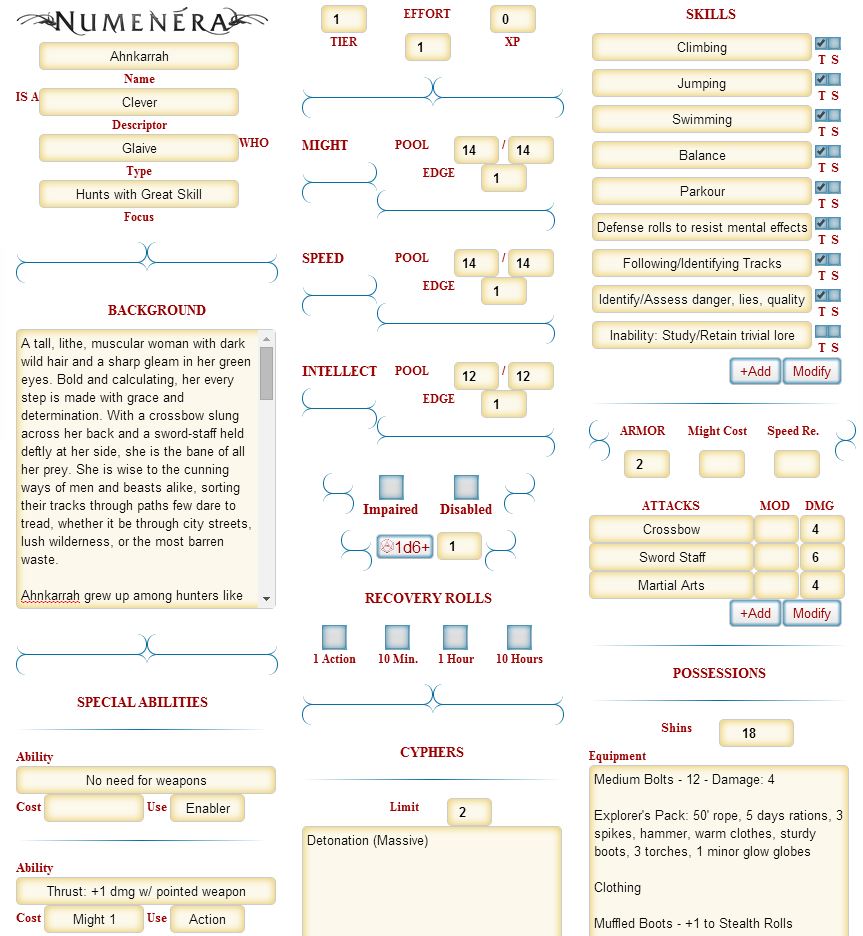 NUMENÉRA
Ahnkarrah
Name
IS A
Clever
Descriptor
Glaive
WHO
Type
Hunts with Great Skill
Focus
BACKGROUND
A tall, lithe, muscular woman with dark
wild hair and a sharp gleam in her green
eyes. Bold and calculating, her every
step is made with grace and
determination. With a crossbow slung
across her back and a sword-staff held
deftly at her side, she is the bane of all
her prey. She is wise to the cunning
ways of men and beasts alike, sorting
their tracks through paths few dare to
tread, whether it be through city streets,
lush wilderness, or the most barren
waste.
Ahnkarrah grew up among hunters like
SPECIAL ABILITIES
Ability
No need for weapons
Cost Use Enabler
Ability
Thrust: +1 dmg w/ pointed weapon
Cost Might 1 Use Action
1 EFFORT 0
TIER 1 XP
MIGHT POOL 14 / 14
EDGE 1
SPEED POOL 14 / 14
EDGE 1
INTELLECT POOL 12 / 12
EDGE 1
Impaired Disabled
1d6+ 1
RECOVERY ROLLS
1 Action 10 Min. 1 Hour 10 Hours
CYPHERS
Limit 2
Detonation (Massive)
SKILLS
Climbing
T S
Jumping
T S
Swimming
T S
Balance
T S
Parkour
T S
Defense rolls to resist mental effects
T S
Following/Identifying Tracks
T S
Identify/Assess danger, lies, quality
T S
Inability: Study/Retain trivial lore
T S
+Add Modify
ARMOR Might Cost Speed Re.
2
ATTACKS MOD DMG
Crossbow 4
Sword Staff 6
Martial Arts 4
+Add Modify
POSSESSIONS
Shins 18
Equipment
Medium Bolts - 12 - Damage: 4
Explorer's Pack: 50' rope, 5 days rations, 3
spikes, hammer, warm clothes, sturdy
boots, 3 torches, 1 minor glow globes
Clothing
Muffled Boots - +1 to Stealth Rolls